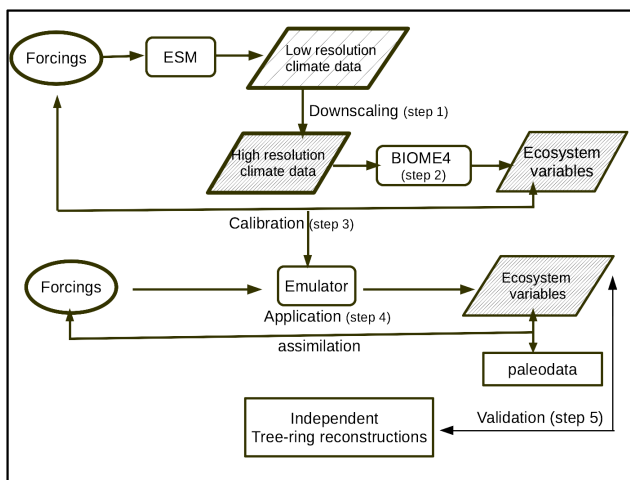 Forcings
ESM
Low resolution
climate data
Downscaling (step 1)
High resolution
climate data
BIOME4
(step 2)
Ecosystem
variables
Calibration (step 3)
Forcings
Emulator
Ecosystem
variables
Application (step 4)
assimilation
paleodata
Independent
Tree-ring reconstructions
Validation (step 5)